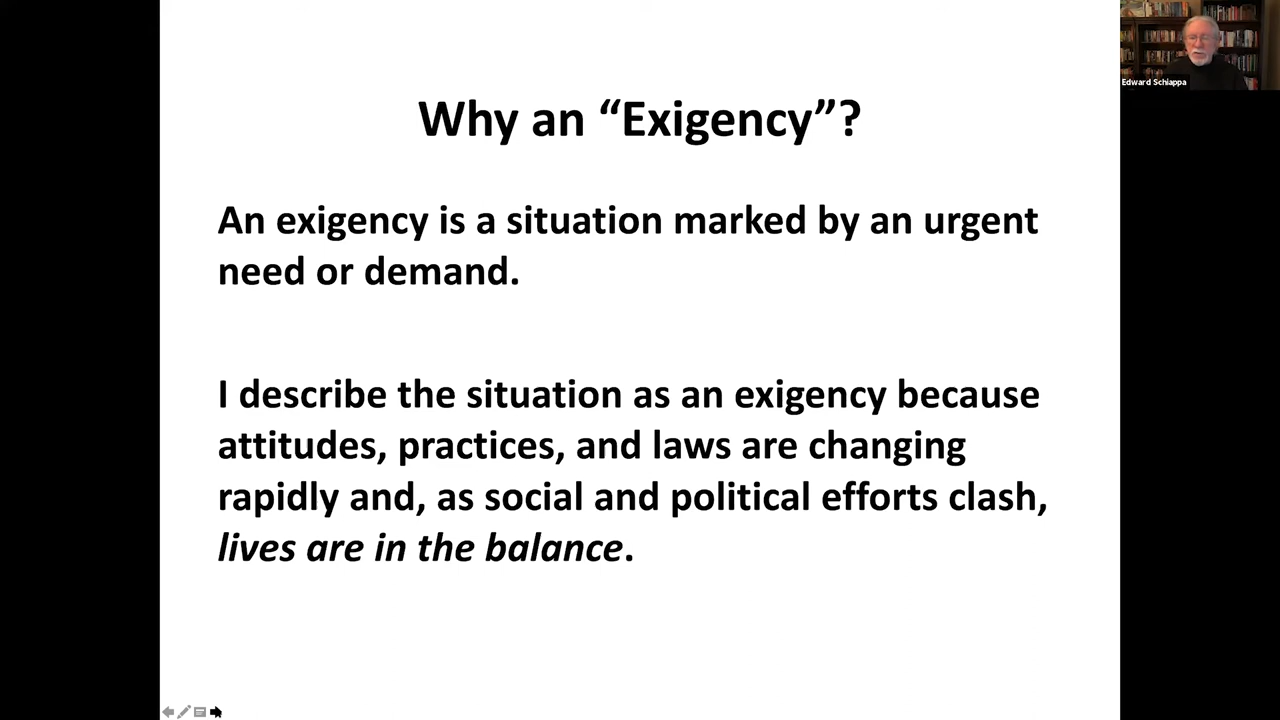 Why an “Exigency”?
An exigency is a situation marked by an urgent
need or demand.
I describe the situation as an exigency because
attitudes, practices, and laws are changing
rapidly and, as social and political efforts clash,
lives are in the balance.
Edward Schiappa